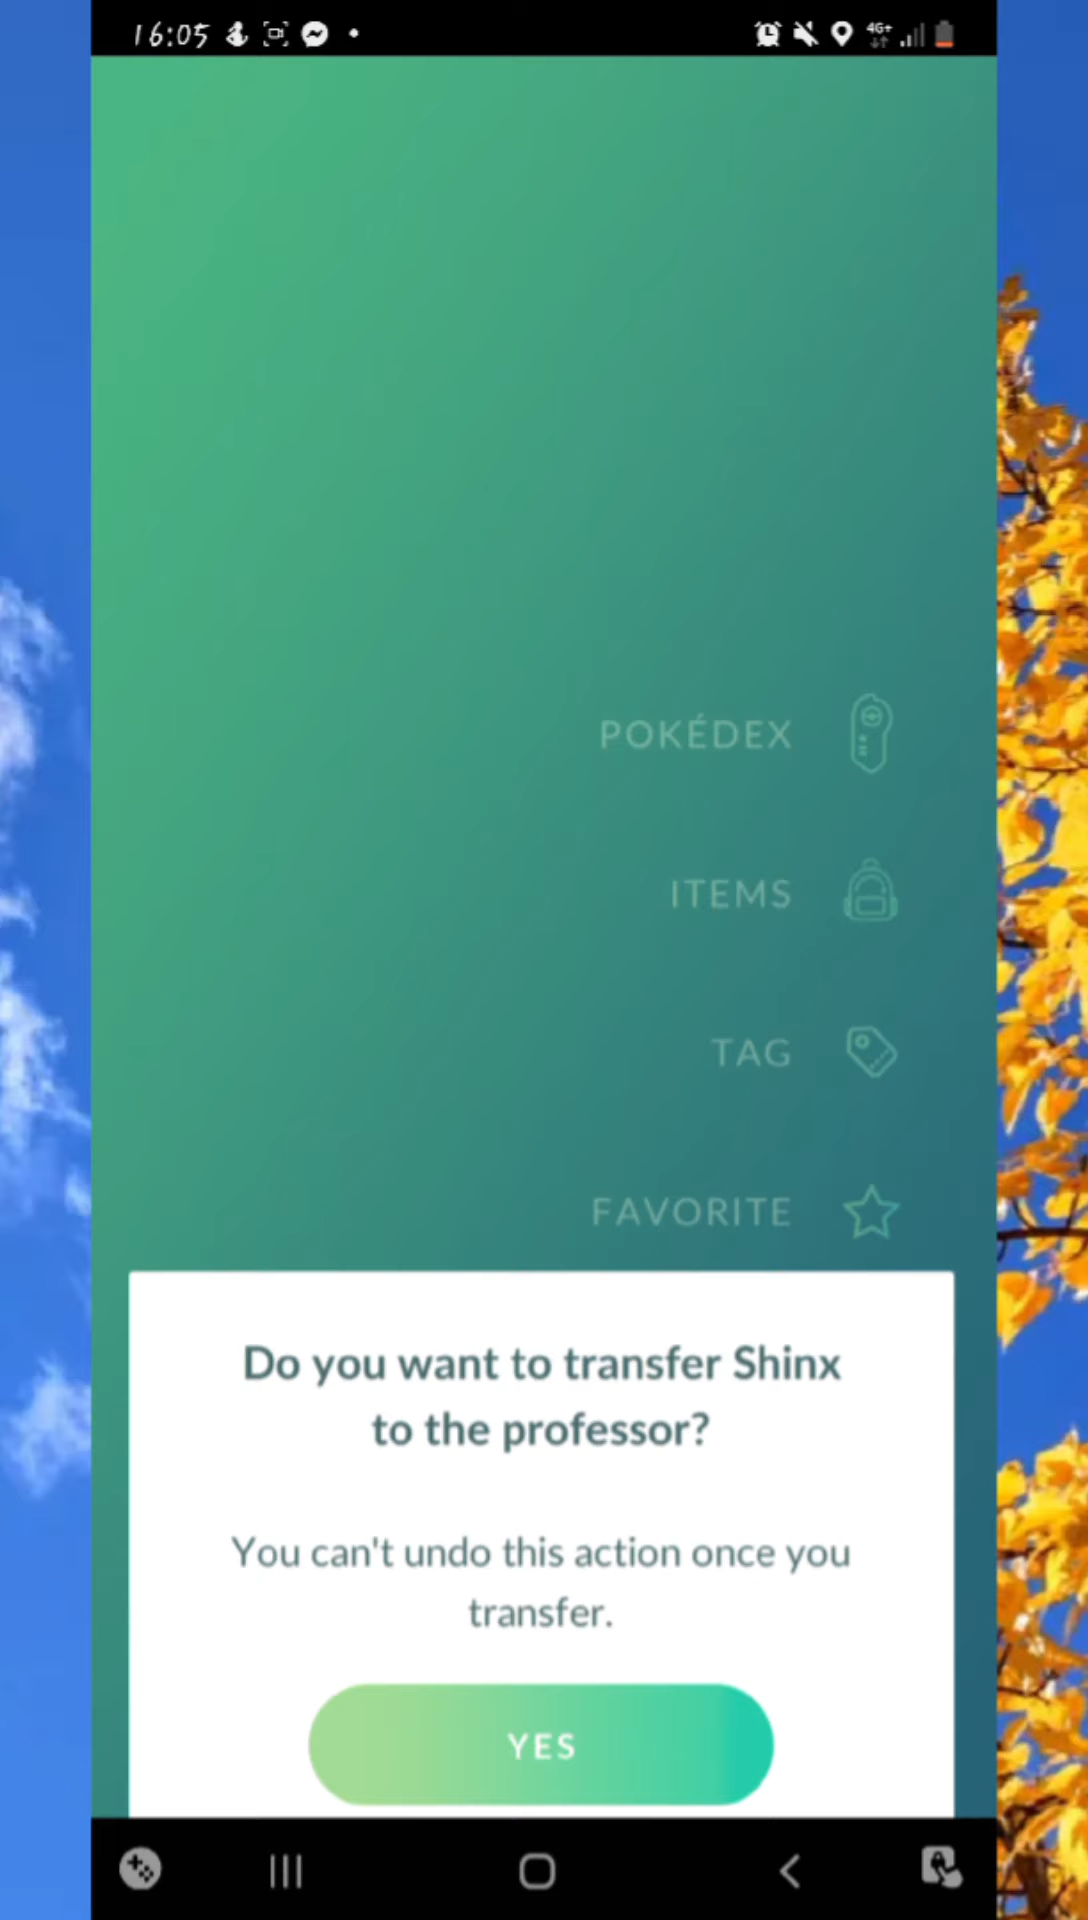 16:05
4G+
POKÉDEX
ITEMS
TAG
FAVORITE
Do you want to transfer Shinx
to the professor?
You can't undo this action once you
transfer.
YES